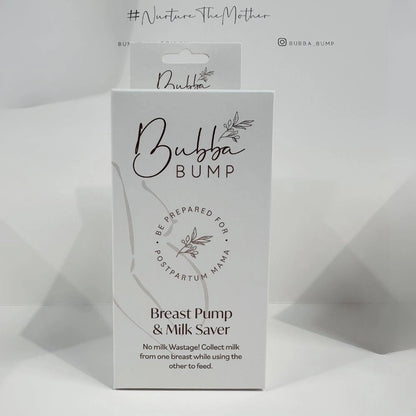 #NurtureTheMother
BUBBA_BUMP
Bubba
Bubba
BUMP
• BE PREPARED FOR •
POSTPARTUM MAMA
Breast Pump
& Milk Saver
No milk Wastage! Collect milk
from one breast while using the
other to feed.